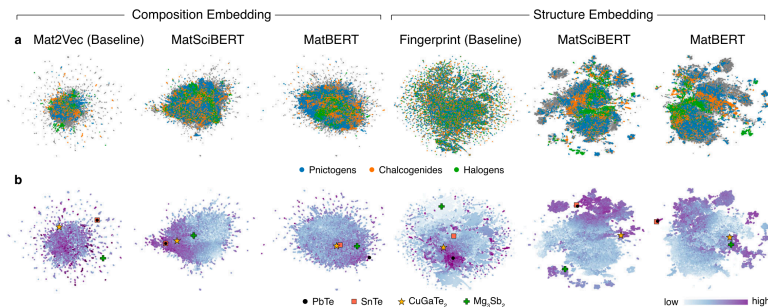 Composition Embedding
Structure Embedding
a
Mat2Vec (Baseline)
MatSciBERT
MatBERT
Fingerprint (Baseline)
MatSciBERT
MatBERT
Pnictogens
Chalcogenides
Halogens
b
PbTe
SnTe
CuGaTe₂
Mg₃Sb₂
low
high